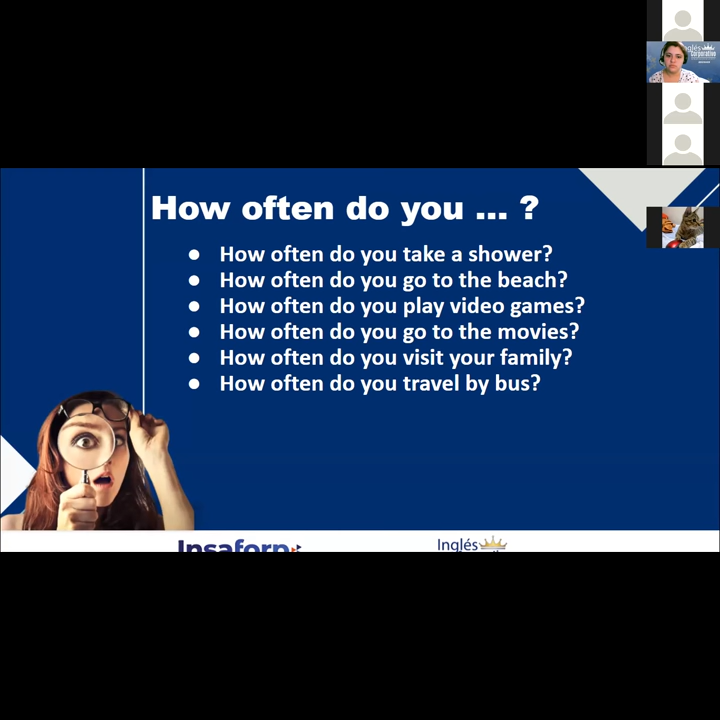 How often do you ... ?
● How often do you take a shower?
● How often do you go to the beach?
● How often do you play video games?
● How often do you go to the movies?
● How often do you visit your family?
● How often do you travel by bus?
Insaforp
Inglés